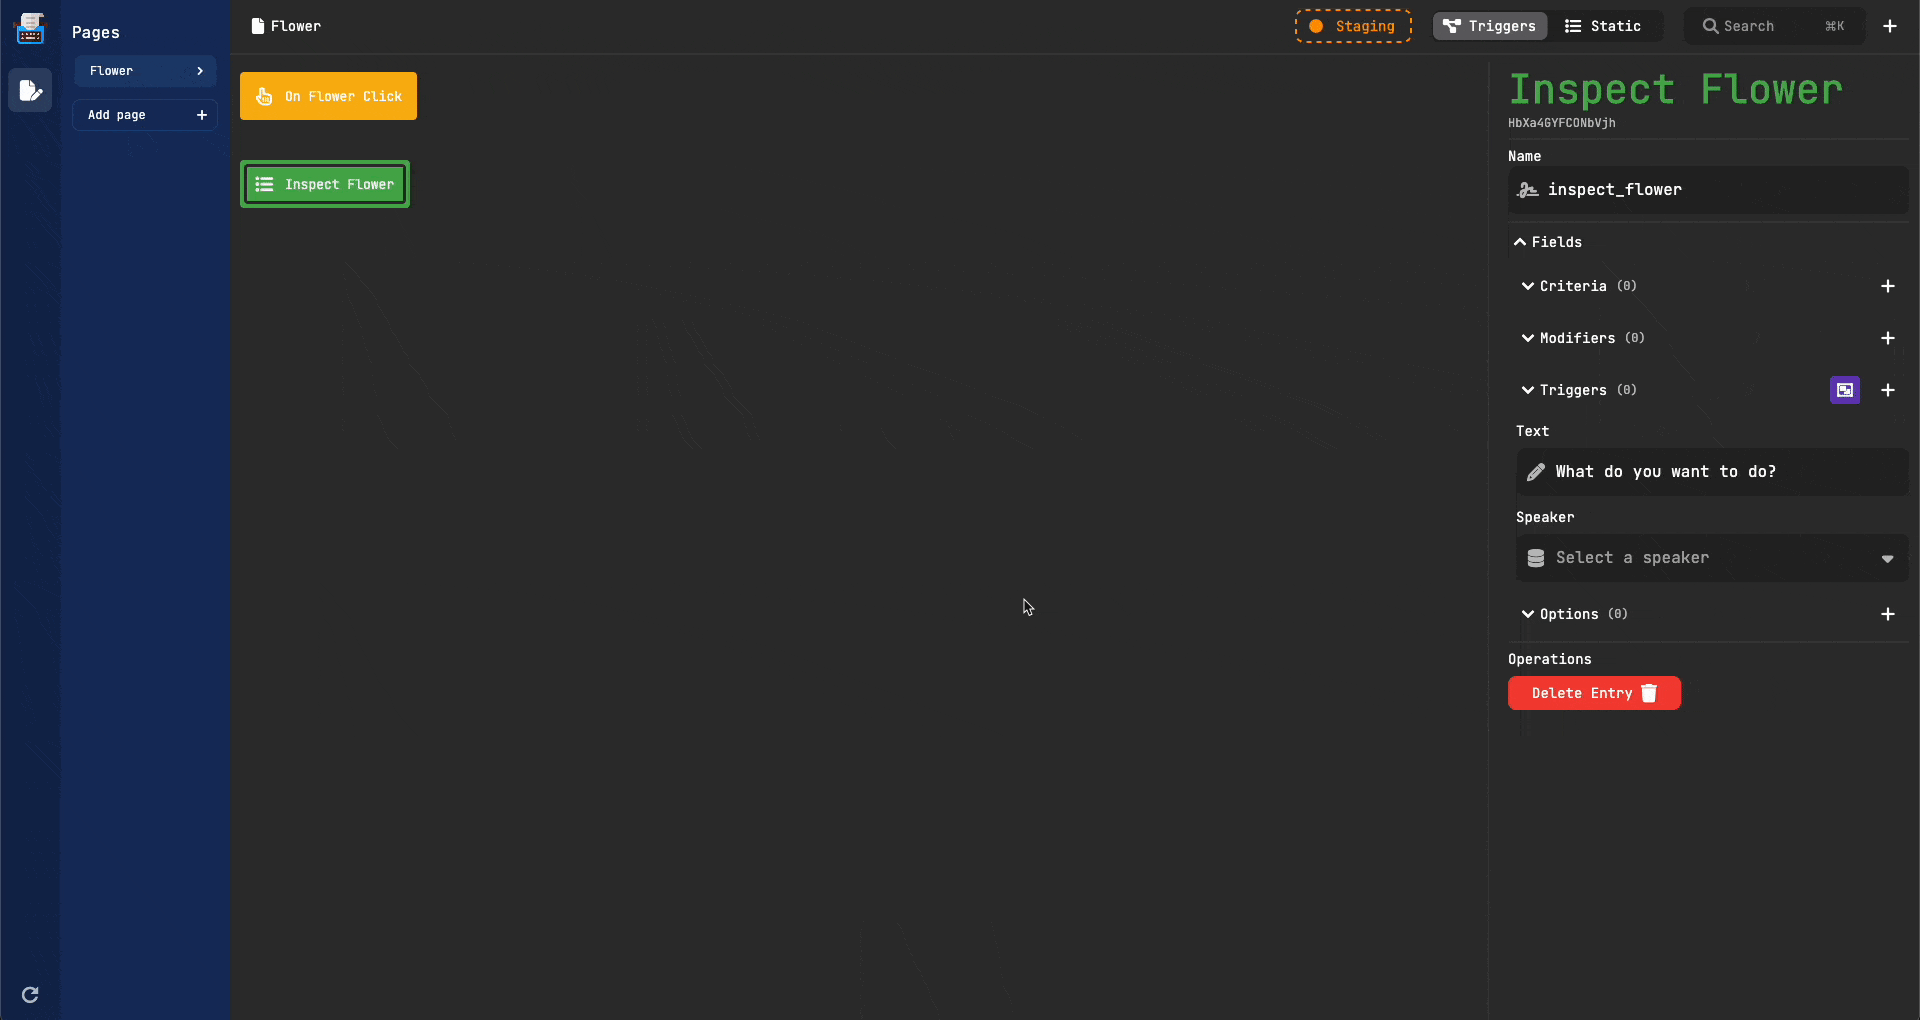 Pages
Flower
Add page
Flower
Staging
Triggers
Static
Search
⌘K
On Flower Click
Inspect Flower
Inspect Flower
HbXa4GYFCONbVjh
Name
inspect_flower
Fields
Criteria (0)
Modifiers (0)
Triggers (0)
Text
What do you want to do?
Speaker
Select a speaker
Options (0)
Operations
Delete Entry